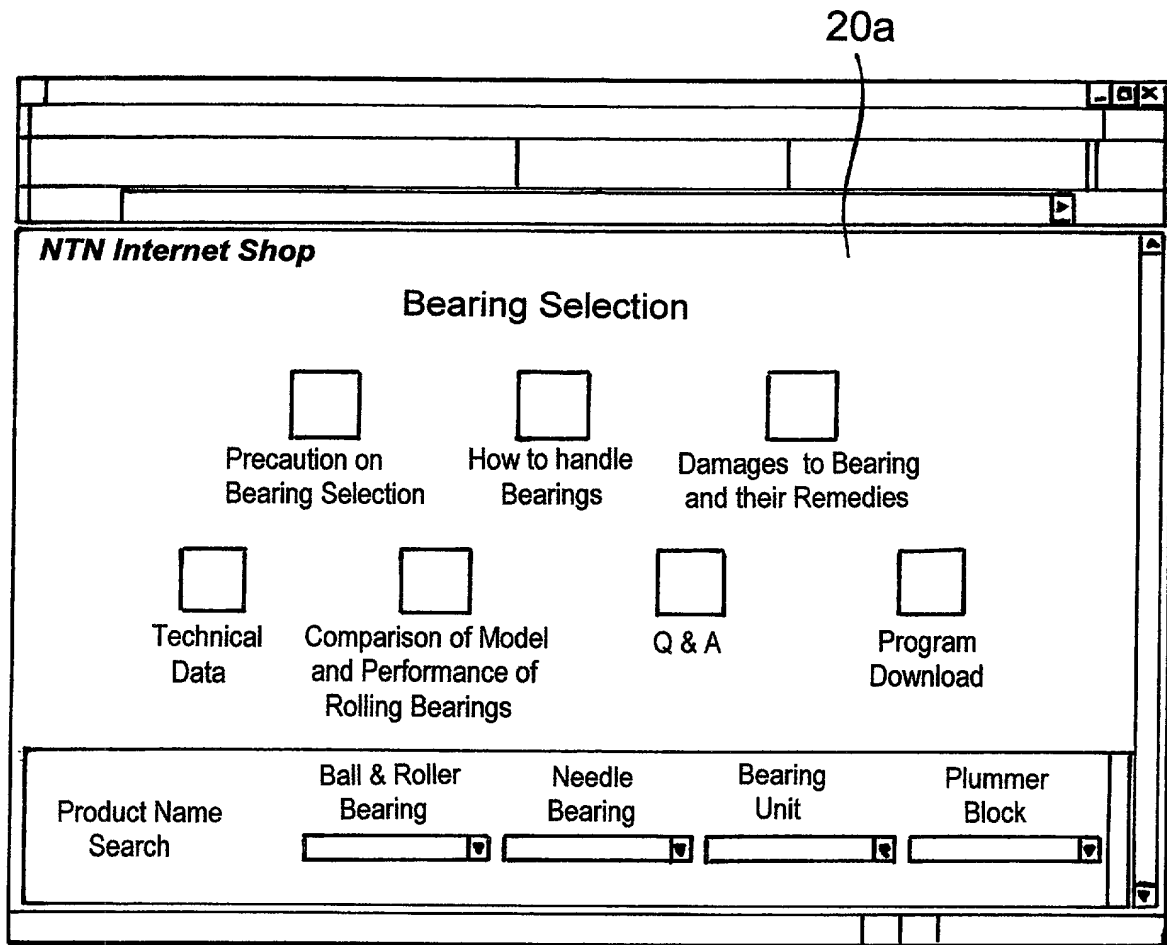 20a
NTN Internet Shop
Bearing Selection
Precaution on
Bearing Selection
How to handle
Bearings
Damages to Bearing
and their Remedies
Technical
Data
Comparison of Model
and Performance of
Rolling Bearings
Q & A
Program
Download
Product Name
Search
Ball & Roller
Bearing
Needle
Bearing
Bearing
Unit
Plummer
Block